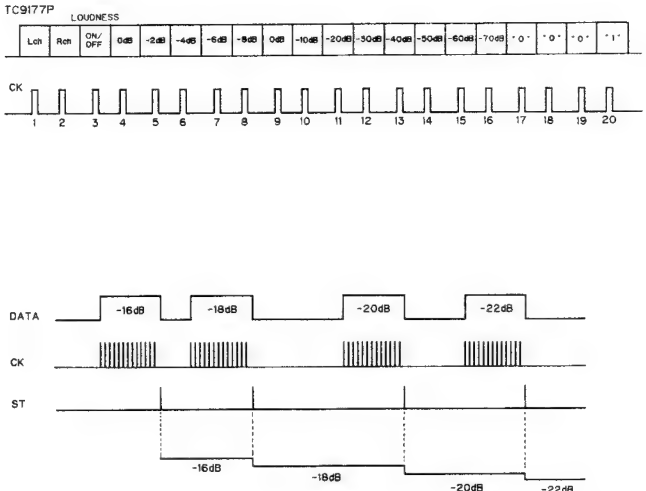 TC9177P
LOUDNESS
Lch Rch ON/OFF 0dB -2dB -4dB -6dB -8dB 0dB -10dB -20dB -30dB -40dB -50dB -60dB -70dB "0" "0" "0" "1"
CK
1 2 3 4 5 6 7 8 9 10 11 12 13 14 15 16 17 18 19 20
DATA -16dB -18dB -20dB -22dB
CK
ST
-16dB
-18dB
-20dB
-22dB